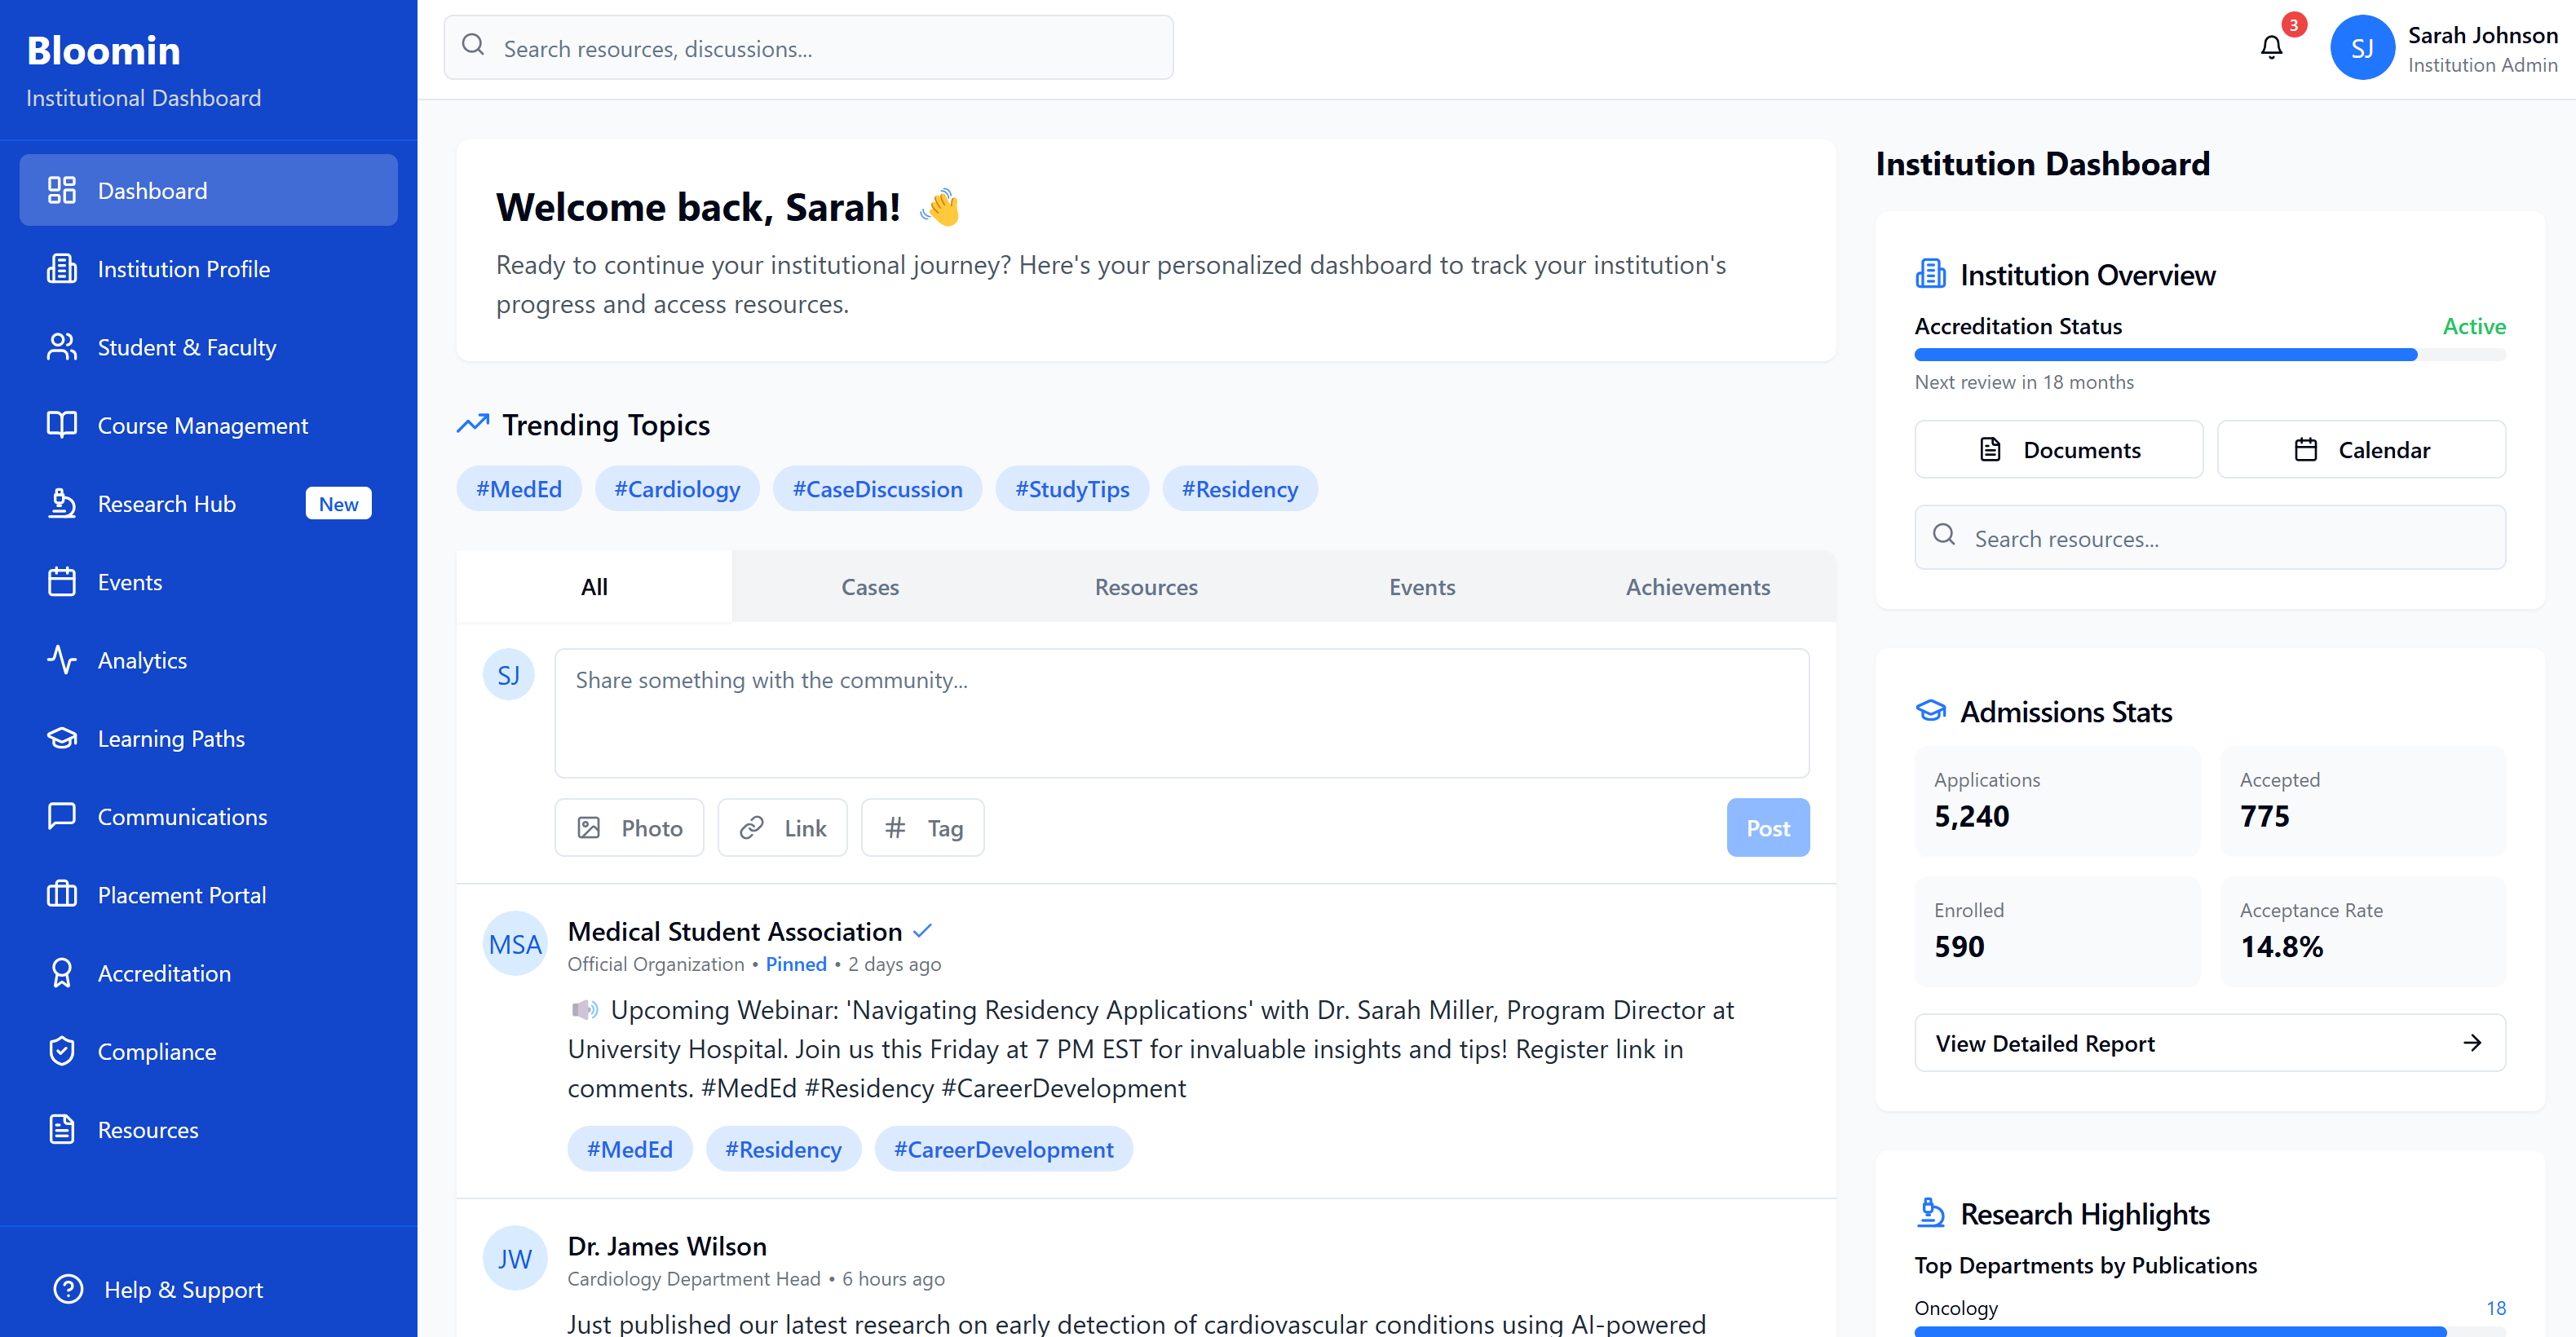 Bloomin
Institutional Dashboard
Dashboard
Institution Profile
Student & Faculty
Course Management
Research Hub
New
Events
Analytics
Learning Paths
Communications
Placement Portal
Accreditation
Compliance
Resources
Help & Support
Search resources, discussions...
3
SJ
Sarah Johnson
Institution Admin
Welcome back, Sarah! 👋
Ready to continue your institutional journey? Here's your personalized dashboard to track your institution's
progress and access resources.
Trending Topics
#MedEd
#Cardiology
#CaseDiscussion
#StudyTips
#Residency
All
Cases
Resources
Events
Achievements
SJ
Share something with the community...
Photo
Link
Tag
Post
MSA
Medical Student Association
Official Organization • Pinned • 2 days ago
🔊 Upcoming Webinar: 'Navigating Residency Applications' with Dr. Sarah Miller, Program Director at
University Hospital. Join us this Friday at 7 PM EST for invaluable insights and tips! Register link in
comments. #MedEd #Residency #CareerDevelopment
#MedEd
#Residency
#CareerDevelopment
JW
Dr. James Wilson
Cardiology Department Head • 6 hours ago
Just published our latest research on early detection of cardiovascular conditions using AI-powered
Institution Dashboard
Institution Overview
Accreditation Status
Active
Next review in 18 months
Documents
Calendar
Search resources...
Admissions Stats
Applications
5,240
Accepted
775
Enrolled
590
Acceptance Rate
14.8%
View Detailed Report
Research Highlights
Top Departments by Publications
Oncology
18